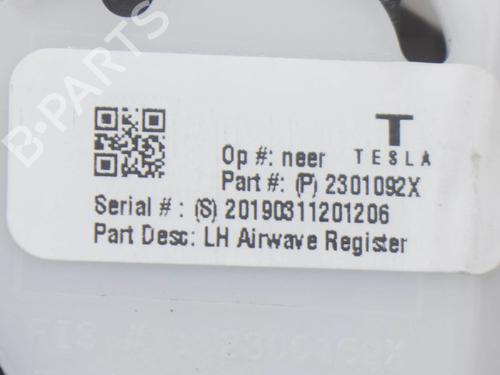 B-PARTS
T
TESLA
Op #: neer
Part #: (P) 2301092X
Serial # : (S) 20190311201206
Part Desc: LH Airwave Register